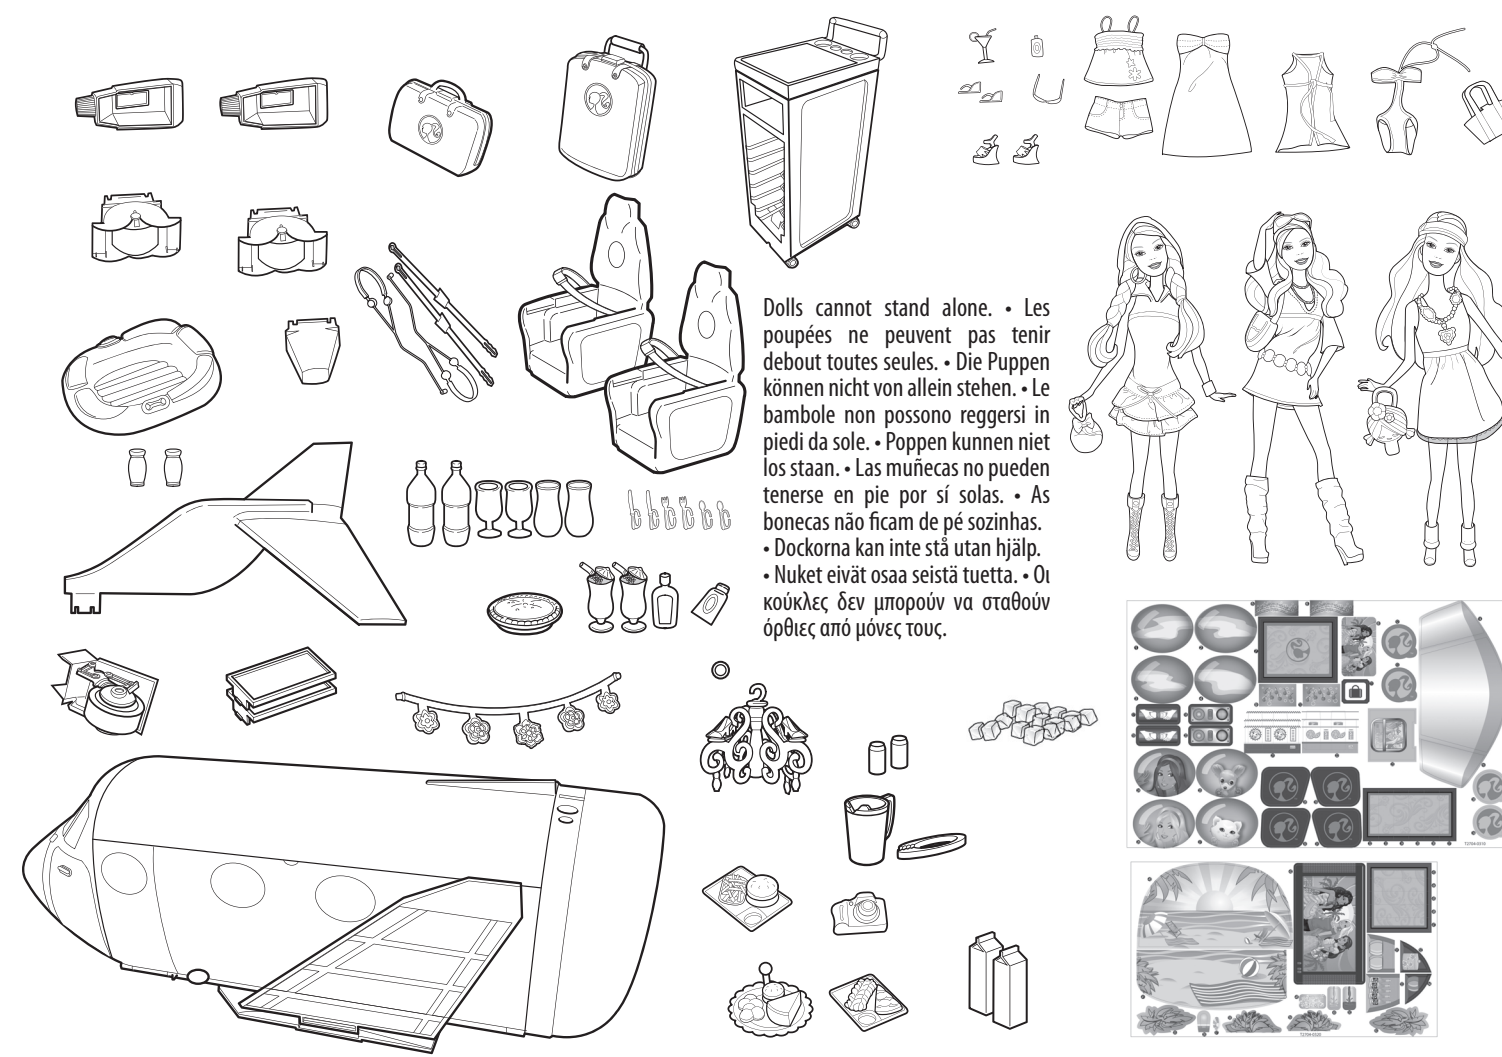 Dolls cannot stand alone. • Les
poupées ne peuvent pas tenir
debout toutes seules. • Die Puppen
können nicht von allein stehen. • Le
bambole non possono reggersi in
piedi da sole. • Poppen kunnen niet
los staan. • Las muñecas no pueden
tenerse en pie por sí solas. • As
bonecas não ficam de pé sozinhas.
• Dockorna kan inte stå utan hjälp.
• Nuket eivät osaa seistä tuetta. • Οι
κούκλες δεν μπορούν να σταθούν
όρθιες από μόνες τους.